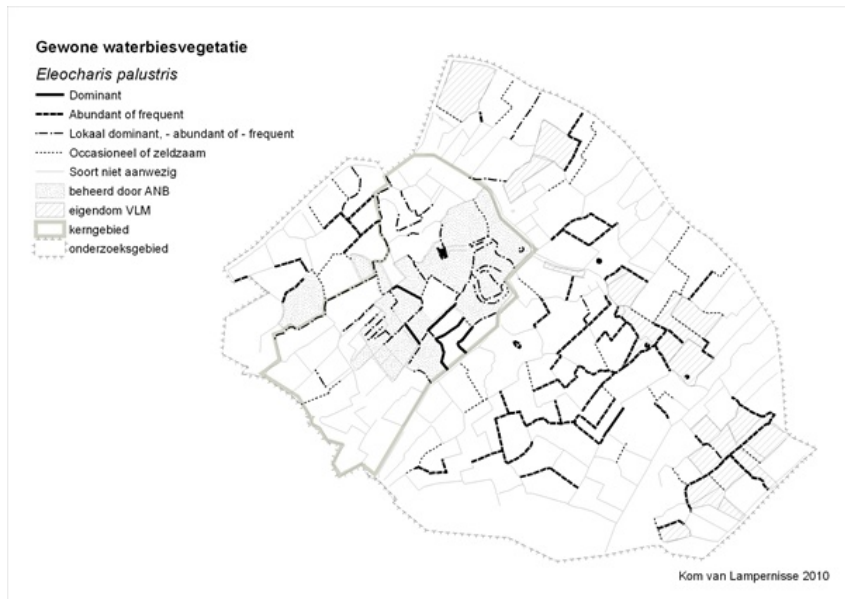 Gewone waterbiesvegetatie
Eleocharis palustris
Dominant
Abundant of frequent
Lokaal dominant, - abundant of - frequent
Occasioneel of zeldzaam
Soort niet aanwezig
beheerd door ANB
eigendom VLM
kerngebied
onderzoeksgebied
Kom van Lampernisse 2010